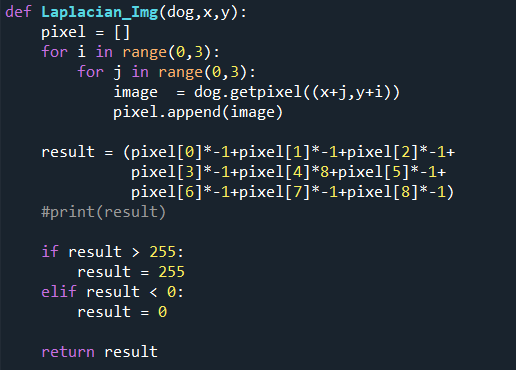 def Laplacian_Img(dog,x,y):
    pixel = []
    for i in range(0,3):
        for j in range(0,3):
            image  = dog.getpixel((x+j,y+i))
            pixel.append(image)

    result = (pixel[0]*-1+pixel[1]*-1+pixel[2]*-1+
              pixel[3]*-1+pixel[4]*8+pixel[5]*-1+
              pixel[6]*-1+pixel[7]*-1+pixel[8]*-1)
    #print(result)

    if result > 255:
        result = 255
    elif result < 0:
        result = 0

    return result